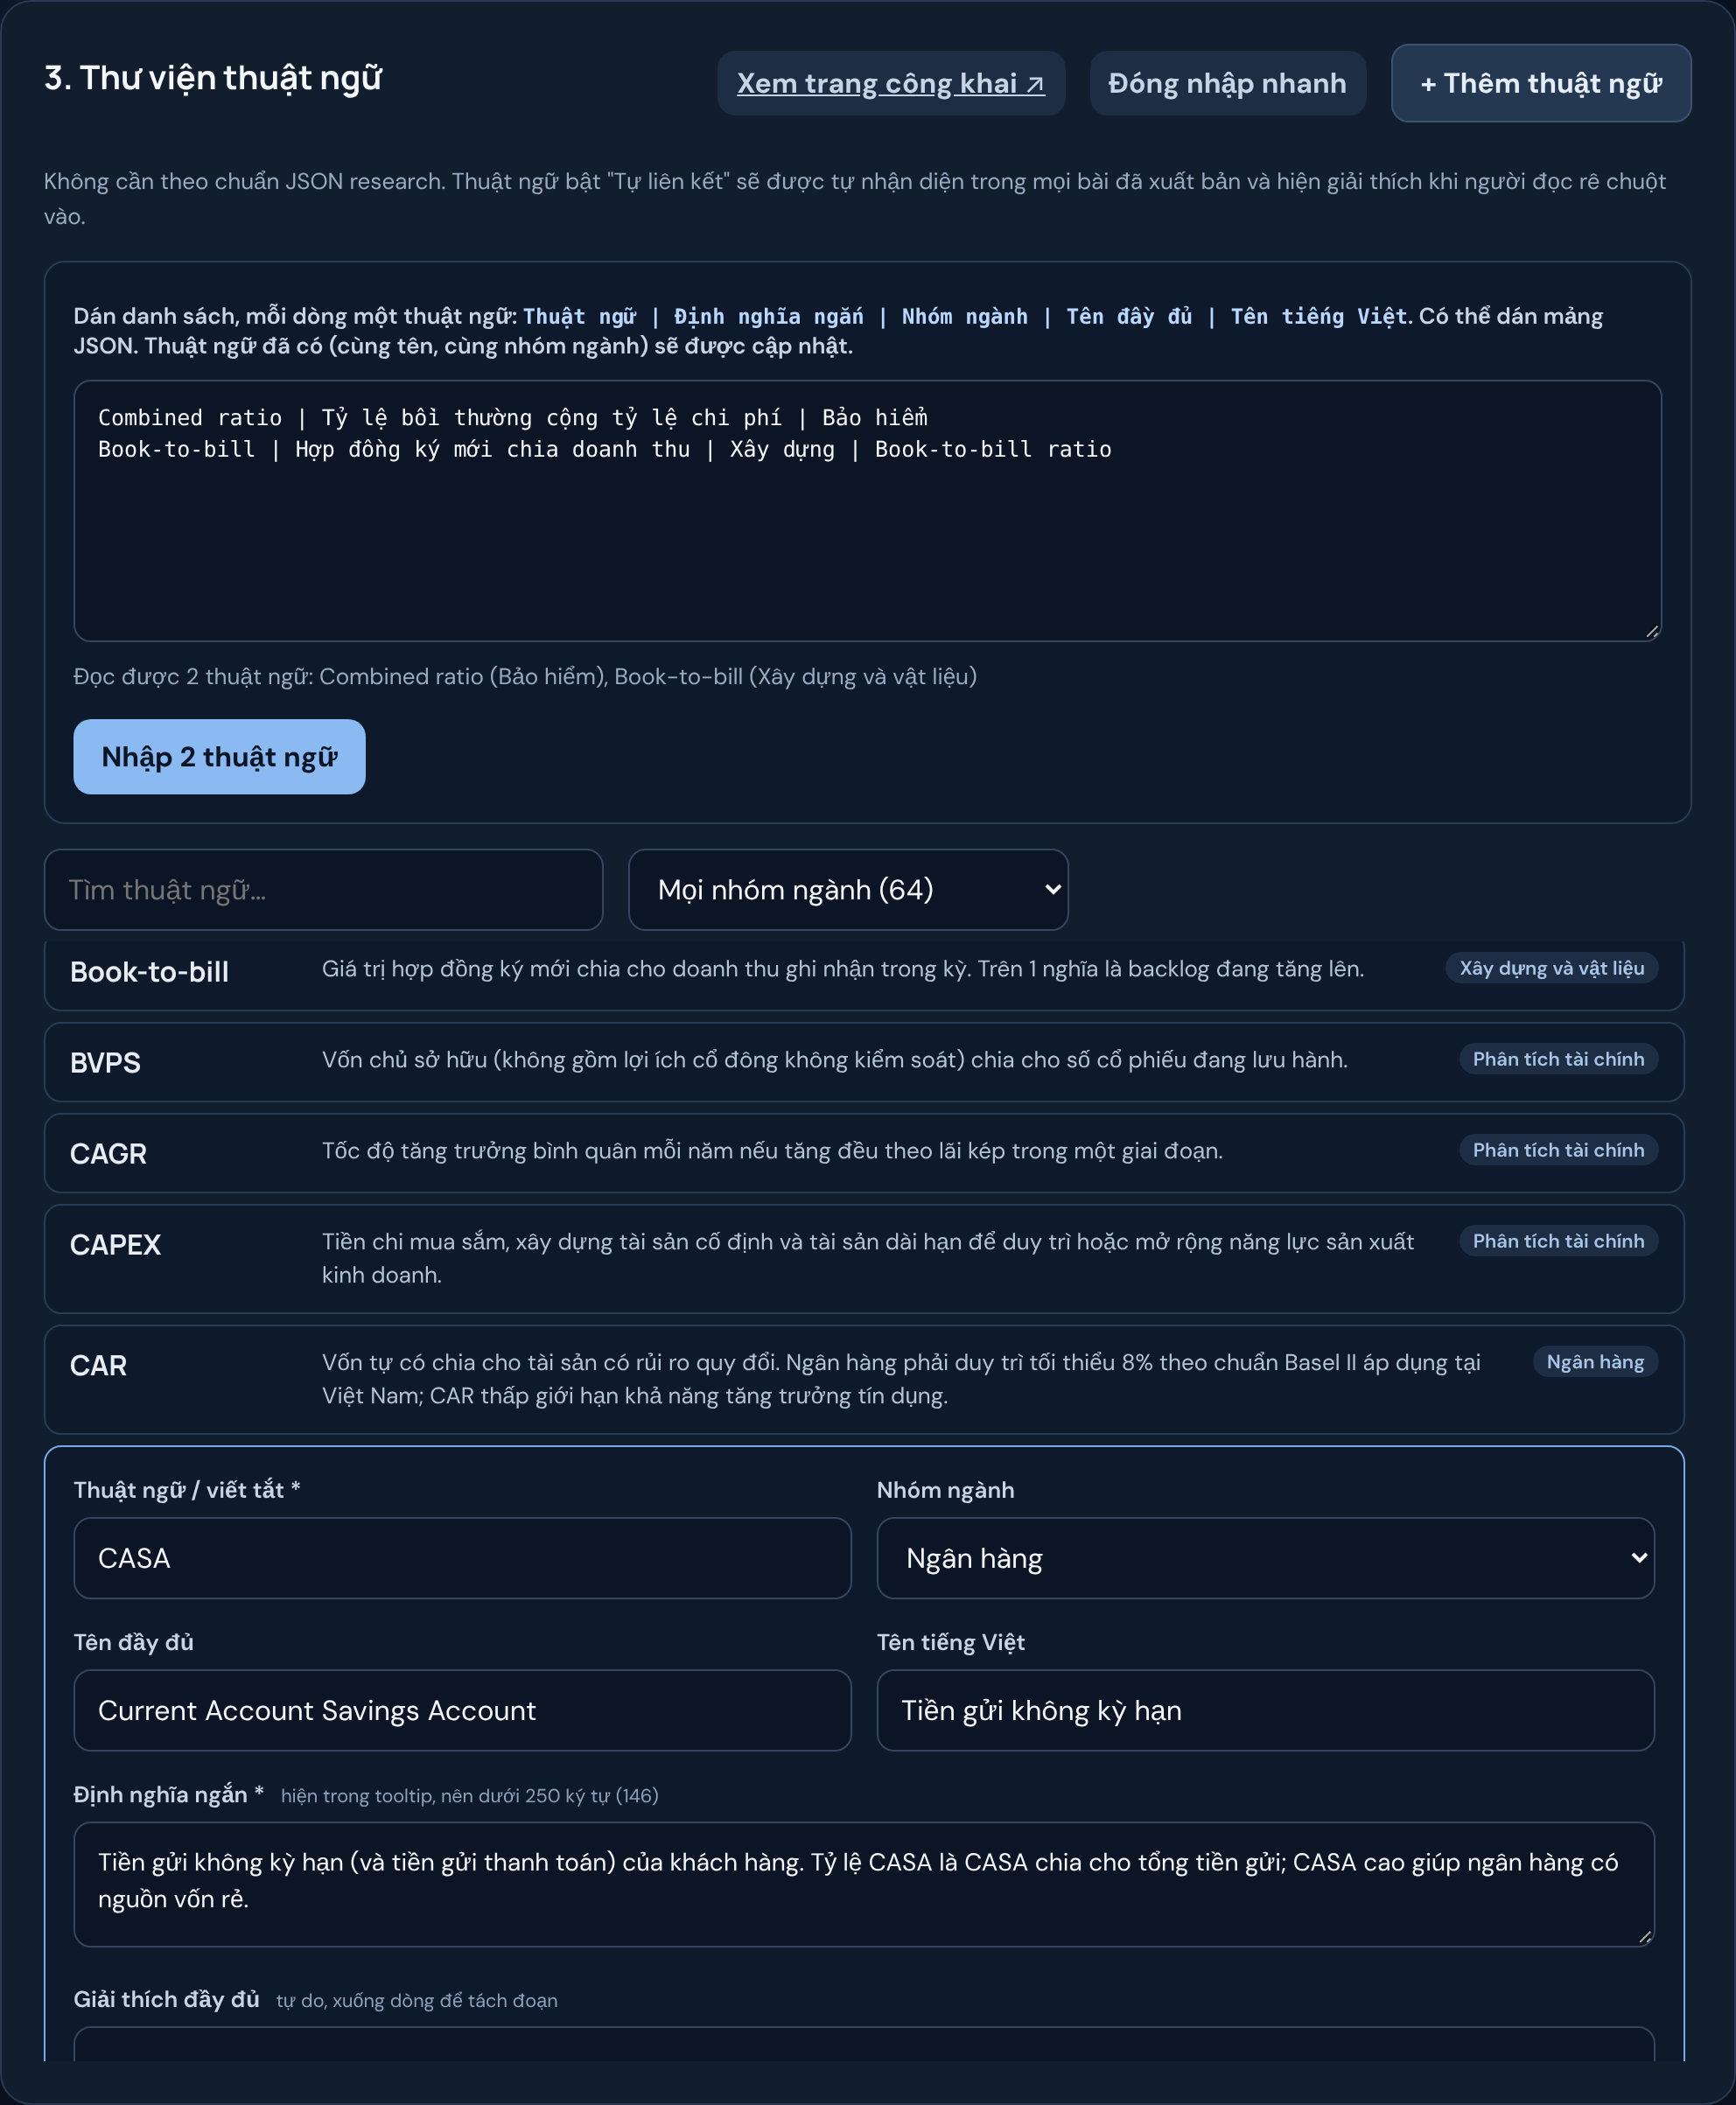 3. Thư viện thuật ngữ
Xem trang công khai ↗
Đóng nhập nhanh
+ Thêm thuật ngữ
Không cần theo chuẩn JSON research. Thuật ngữ bật "Tự liên kết" sẽ được tự nhận diện trong mọi bài đã xuất bản và hiện giải thích khi người đọc rê chuột
vào.
Dán danh sách, mỗi dòng một thuật ngữ: Thuật ngữ | Định nghĩa ngắn | Nhóm ngành | Tên đầy đủ | Tên tiếng Việt. Có thể dán mảng
JSON. Thuật ngữ đã có (cùng tên, cùng nhóm ngành) sẽ được cập nhật.
Combined ratio | Tỷ lệ bồi thường cộng tỷ lệ chi phí | Bảo hiểm
Book-to-bill | Hợp đồng ký mới chia doanh thu | Xây dựng | Book-to-bill ratio
Đọc được 2 thuật ngữ: Combined ratio (Bảo hiểm), Book-to-bill (Xây dựng và vật liệu)
Nhập 2 thuật ngữ
Tìm thuật ngữ...
Mọi nhóm ngành (64)
Book-to-bill
Giá trị hợp đồng ký mới chia cho doanh thu ghi nhận trong kỳ. Trên 1 nghĩa là backlog đang tăng lên.
Xây dựng và vật liệu
BVPS
Vốn chủ sở hữu (không gồm lợi ích cổ đông không kiểm soát) chia cho số cổ phiếu đang lưu hành.
Phân tích tài chính
CAGR
Tốc độ tăng trưởng bình quân mỗi năm nếu tăng đều theo lãi kép trong một giai đoạn.
Phân tích tài chính
CAPEX
Tiền chi mua sắm, xây dựng tài sản cố định và tài sản dài hạn để duy trì hoặc mở rộng năng lực sản xuất
kinh doanh.
Phân tích tài chính
CAR
Vốn tự có chia cho tài sản có rủi ro quy đổi. Ngân hàng phải duy trì tối thiểu 8% theo chuẩn Basel II áp dụng tại
Việt Nam; CAR thấp giới hạn khả năng tăng trưởng tín dụng.
Ngân hàng
Thuật ngữ / viết tắt *
Nhóm ngành
CASA
Ngân hàng
Tên đầy đủ
Tên tiếng Việt
Current Account Savings Account
Tiền gửi không kỳ hạn
Định nghĩa ngắn * hiện trong tooltip, nên dưới 250 ký tự (146)
Tiền gửi không kỳ hạn (và tiền gửi thanh toán) của khách hàng. Tỷ lệ CASA là CASA chia cho tổng tiền gửi; CASA cao giúp ngân hàng có
nguồn vốn rẻ.
Giải thích đầy đủ tự do, xuống dòng để tách đoạn